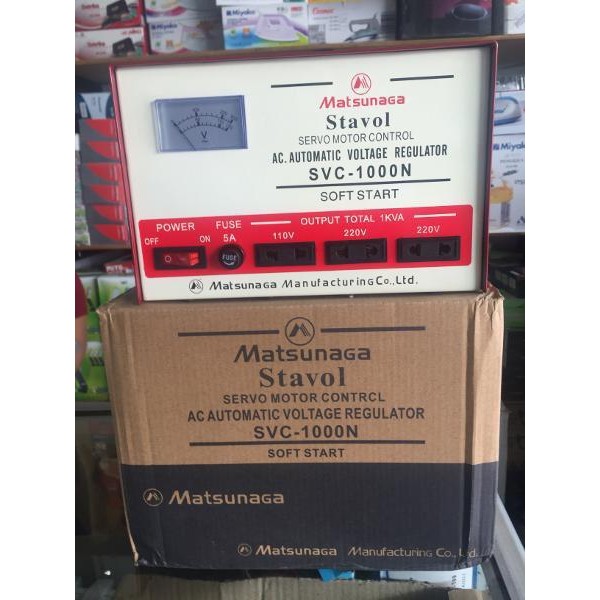 Miyako
Matsunaga
Stavol
SERVO MOTOR CONTROL
AC. AUTOMATIC VOLTAGE REGULATOR
SVC-1000N
SOFT START
V
POWER
FUSE
OUTPUT TOTAL 1KVA
OFF
ON
5A
110V
220V
220V
FUSE
Matsunaga Manufacturing Co.,Ltd.
Matsunaga
Stavol
SERVO MOTOR CONTRCL
AC AUTOMATIC VOLTAGE REGULATOR
SVC-1000N
SOFT START
Matsunaga
Matsunaga Manufacturing Co., Ltd.